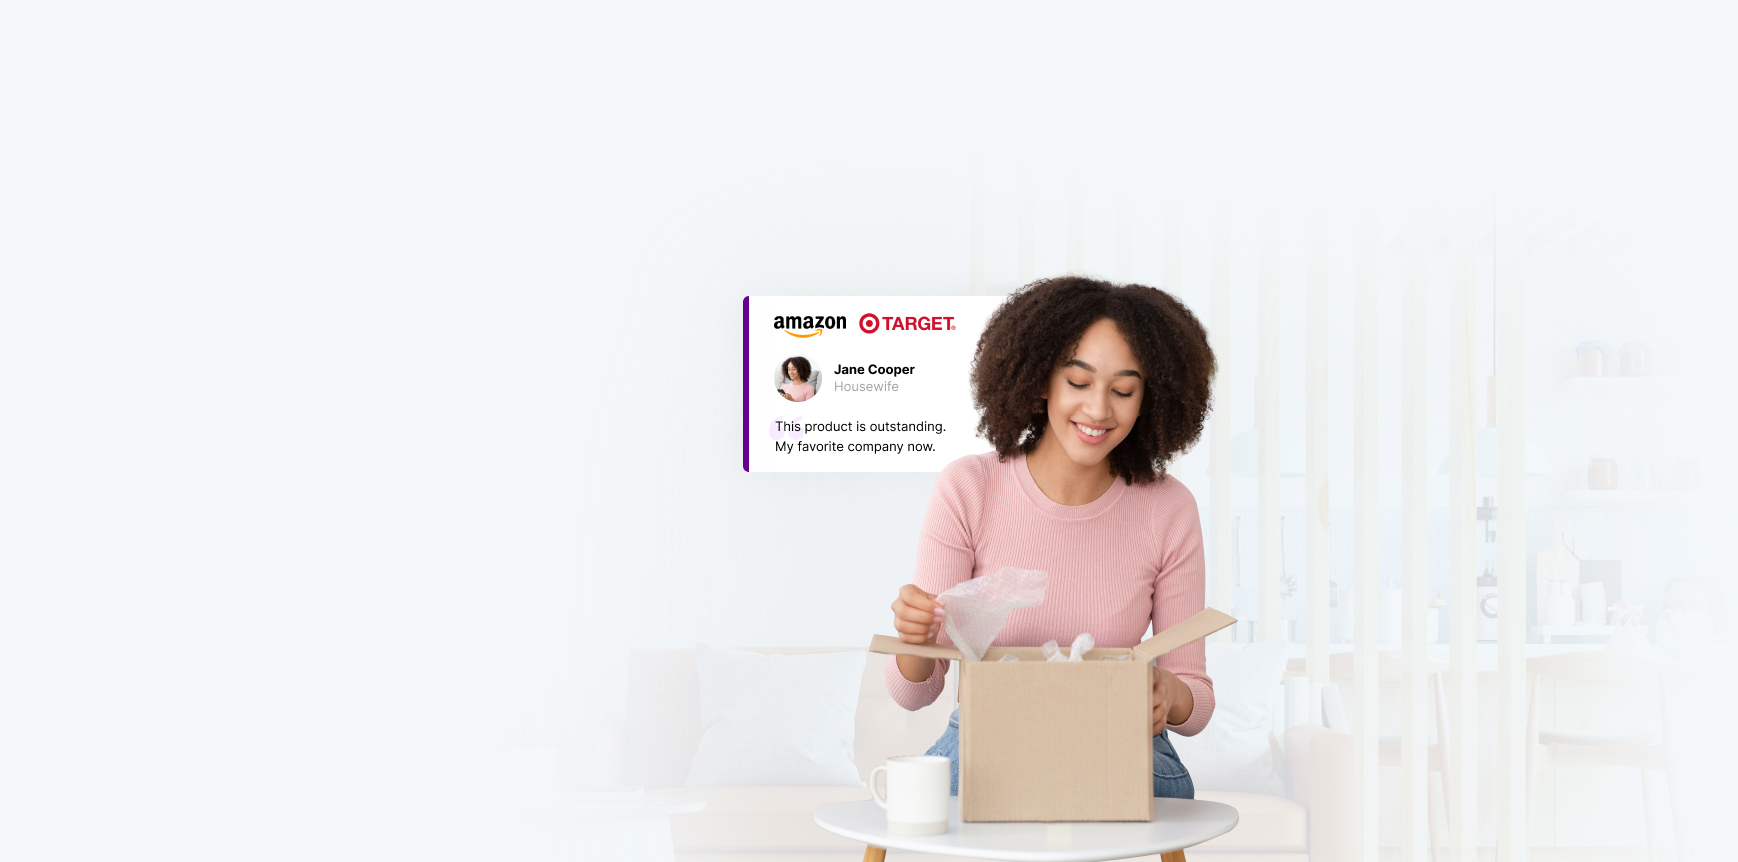 amazon TARGET
Jane Cooper
Housewife
This product is outstanding.
My favorite company now.